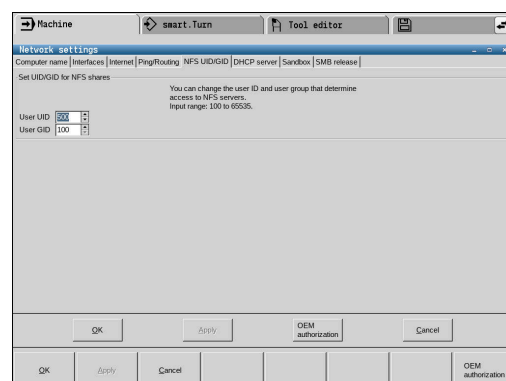 Machine
smart.Turn
Tool editor
Network settings
Computer name Interfaces Internet Ping/Routing NFS UID/GID DHCP server Sandbox SMB release
Set UID/GID for NFS shares
You can change the user ID and user group that determine
access to NFS servers.
Input range: 100 to 65535.
User UID 500
User GID 100
OK Apply OEM authorization Cancel
OK Apply Cancel OEM authorization